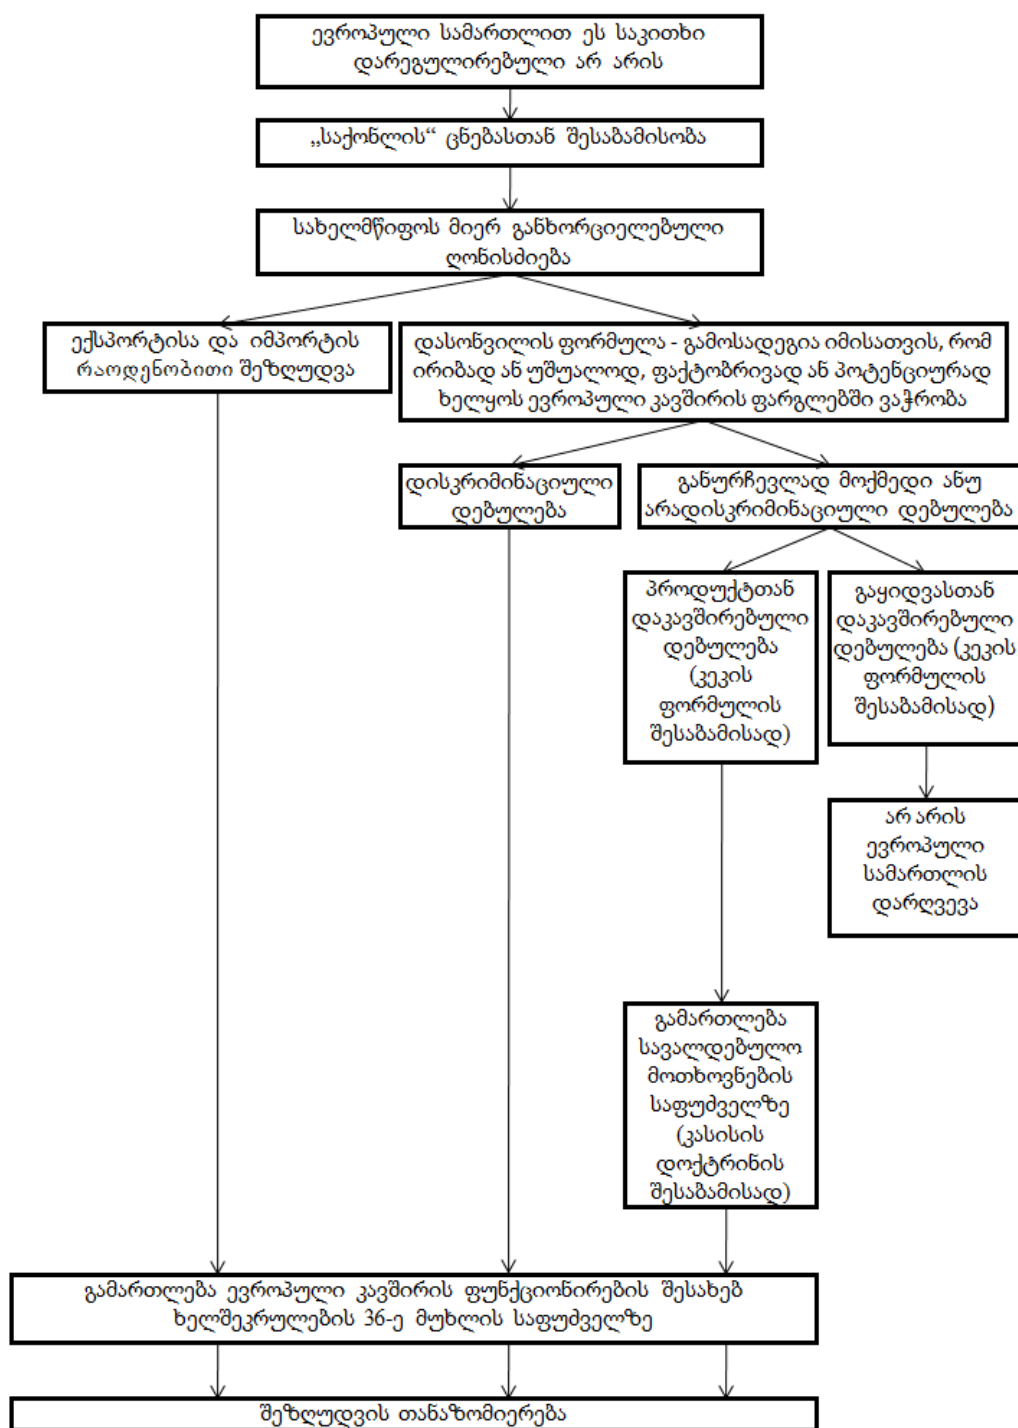 ევროპული სამართლით ეს საკითხი
დარეგულირებული არ არის
„საქონლის“ ცნებასთან შესაბამისობა
სახელმწიფოს მიერ განხორციელებული
ღონისძიება
ექსპორტისა და იმპორტის
რაოდენობითი შეზღუდვა
დასონვილის ფორმულა - გამოსადეგია იმისათვის, რომ
ირიბად ან უშუალოდ, ფაქტობრივად ან პოტენციურად
ხელყოს ევროპული კავშირის ფარგლებში ვაჭრობა
დისკრიმინაციული
დებულება
განურჩევლად მოქმედი ანუ
არადისკრიმინაციული დებულება
პროდუქტთან
დაკავშირებული
დებულება
(კეკის
ფორმულის
შესაბამისად)
გაყიდვასთან
დაკავშირებული
დებულება (კეკის
ფორმულის
შესაბამისად)
არ არის
ევროპული
სამართლის
დარღვევა
გამართლება
სავალდებულო
მოთხოვნების
საფუძველზე
(კასისის
დოქტრინის
შესაბამისად)
გამართლება ევროპული კავშირის ფუნქციონირების შესახებ
ხელშეკრულების 36-ე მუხლის საფუძველზე
შეზღუდვის თანაზომიერება